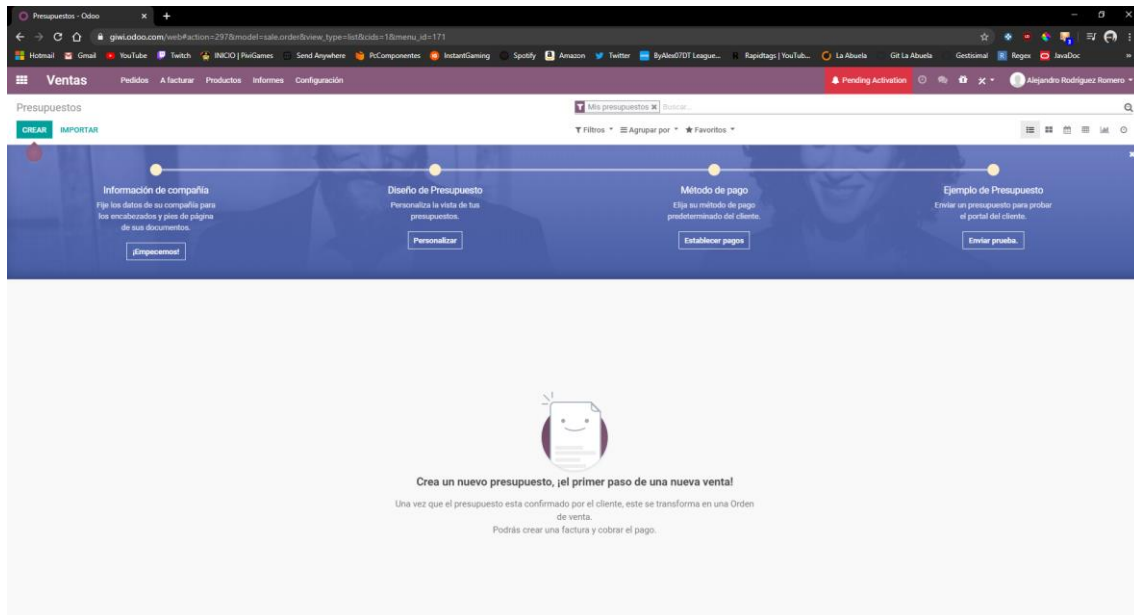 Presupuestos - Odoo
giwi.odoo.com/web#action=297&model=sale.order&view_type=list&cids=1&menu_id=171
Hotmail Gmail YouTube Twitch INICIO | PiviGames Send Anywhere PcComponentes InstantGaming Spotify Amazon Twitter ByAlex07DT League... Rapidtags | YouTub... La Abuela Git La Abuela Gestisimal Regex JavaDoc
Ventas Pedidos A facturar Productos Informes Configuración Pending Activation Alejandro Rodríguez Romero
Presupuestos Mis presupuestos Buscar...
CREAR IMPORTAR Filtros Agrupar por Favoritos
Información de compañía
Fije los datos de su compañía para
los encabezados y pies de página
de sus documentos.
¡Empecemos!
Diseño de Presupuesto
Personaliza la vista de tus
presupuestos.
Personalizar
Método de pago
Elija su método de pago
predeterminado del cliente.
Establecer pagos
Ejemplo de Presupuesto
Enviar un presupuesto para probar
el portal del cliente.
Enviar prueba.
Crea un nuevo presupuesto, ¡el primer paso de una nueva venta!
Una vez que el presupuesto esta confirmado por el cliente, este se transforma en una Orden
de venta.
Podrás crear una factura y cobrar el pago.